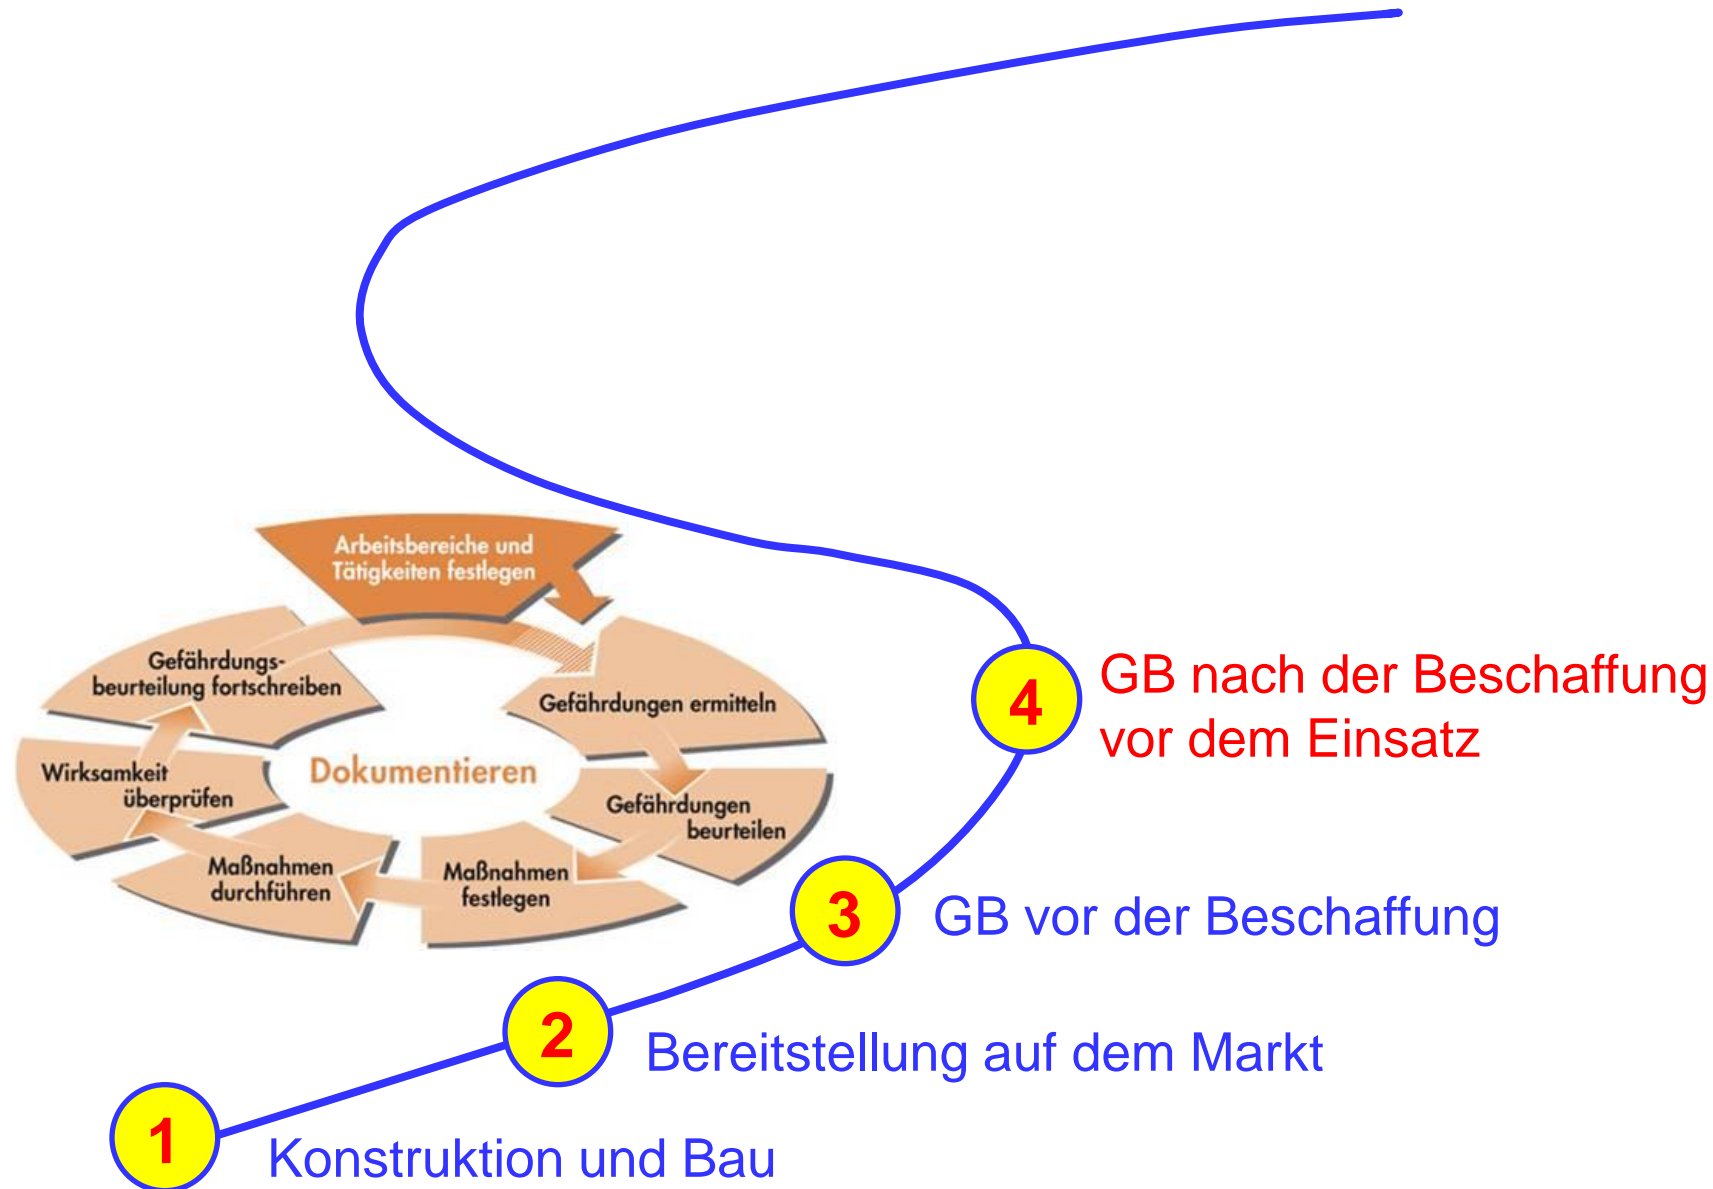 Arbeitsbereiche und
Tätigkeiten festlegen
Gefährdungen ermitteln
Gefährdungen
beurteilen
Maßnahmen
festlegen
Maßnahmen
durchführen
Wirksamkeit
überprüfen
Gefährdungs-
beurteilung fortschreiben
Dokumentieren
4
GB nach der Beschaffung
vor dem Einsatz
3
GB vor der Beschaffung
2
Bereitstellung auf dem Markt
1
Konstruktion und Bau